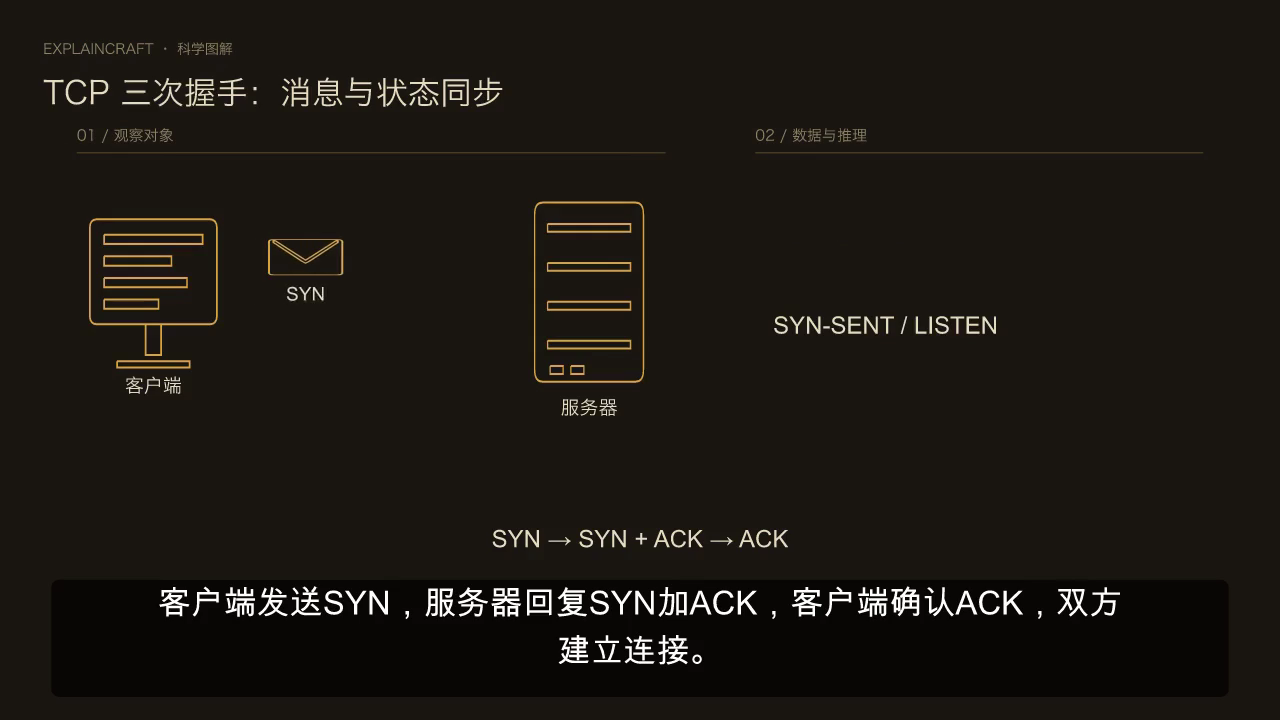 EXPLAINCRAFT · 科学图解
TCP 三次握手：消息与状态同步
01 / 观察对象
02 / 数据与推理
SYN
客户端
服务器
SYN-SENT / LISTEN
SYN → SYN + ACK → ACK
客户端发送SYN，服务器回复SYN加ACK，客户端确认ACK，双方
建立连接。